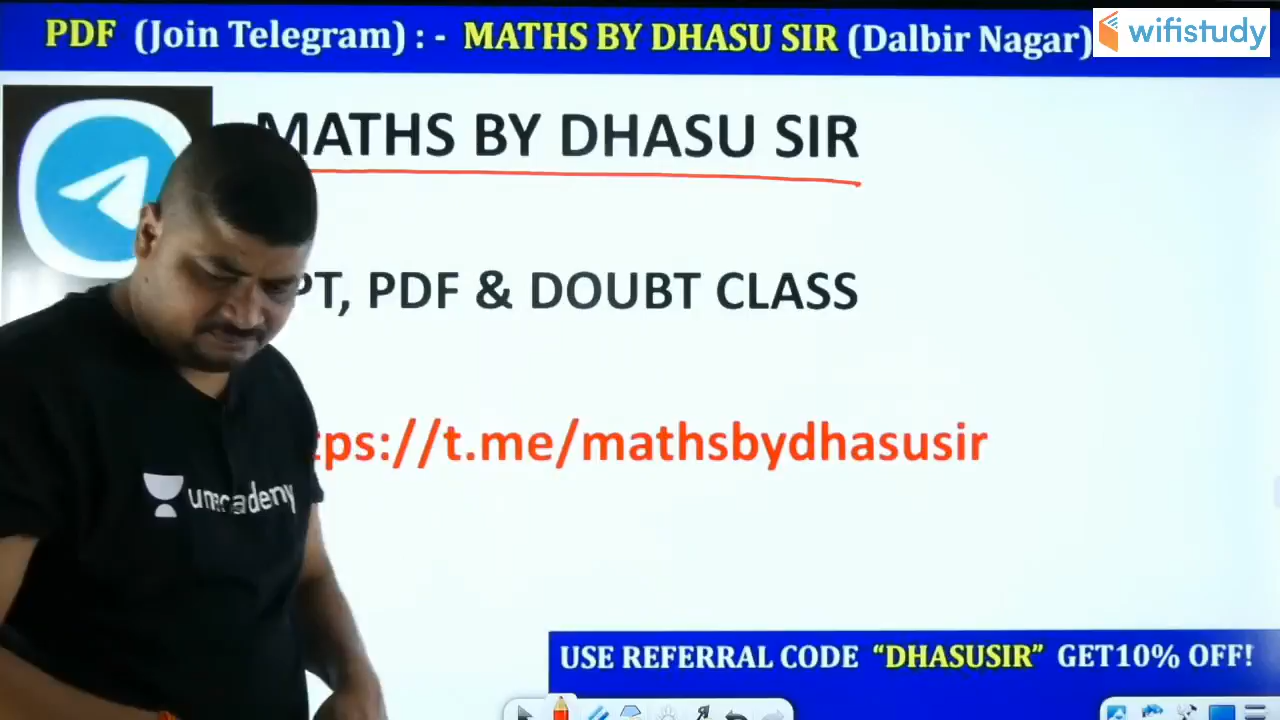 PDF (Join Telegram) : - MATHS BY DHASU SIR (Dalbir Nagar)
wifistudy
MATHS BY DHASU SIR
PT, PDF & DOUBT CLASS
tps://t.me/mathsbydhasusir
unacademy
USE REFERRAL CODE “DHASUSIR” GET10% OFF!